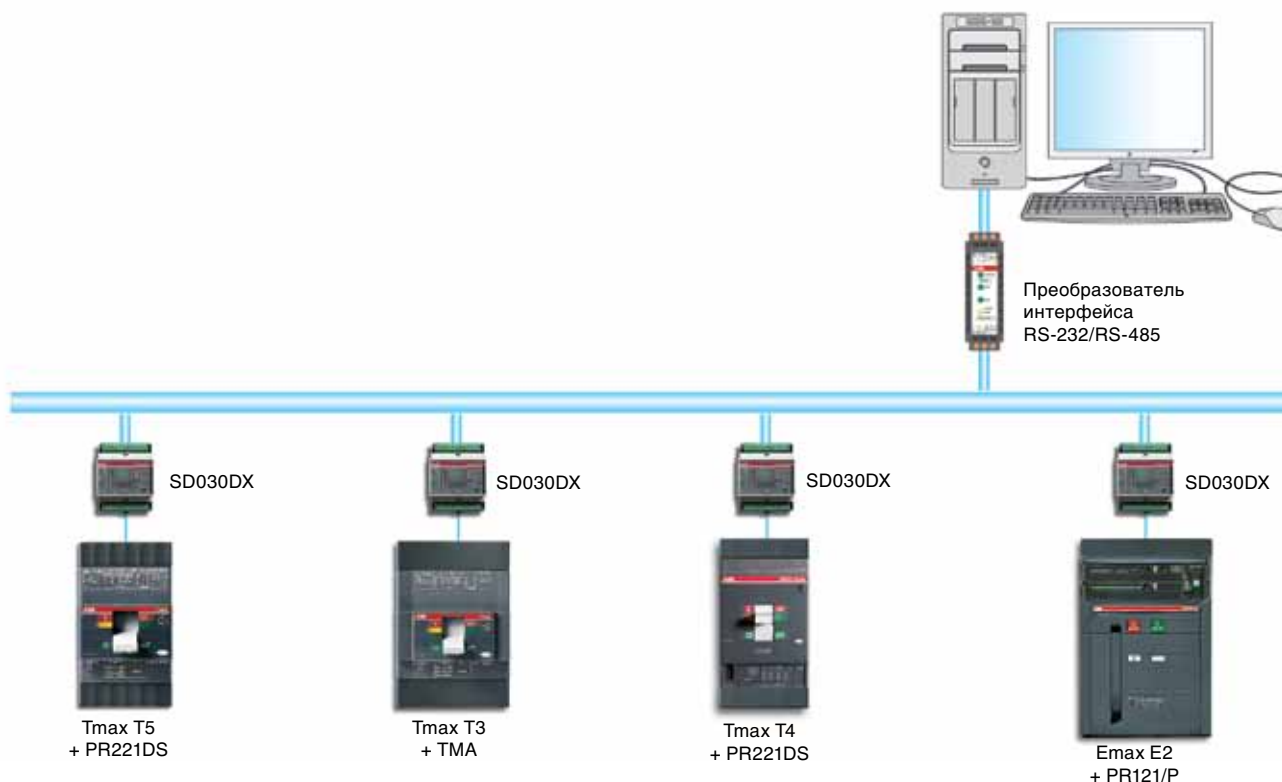 Преобразователь
интерфейса
RS-232/RS-485
SD030DX
SD030DX
SD030DX
SD030DX
Tmax T5
+ PR221DS
Tmax T3
+ TMA
Tmax T4
+ PR221DS
Emax E2
+ PR121/P